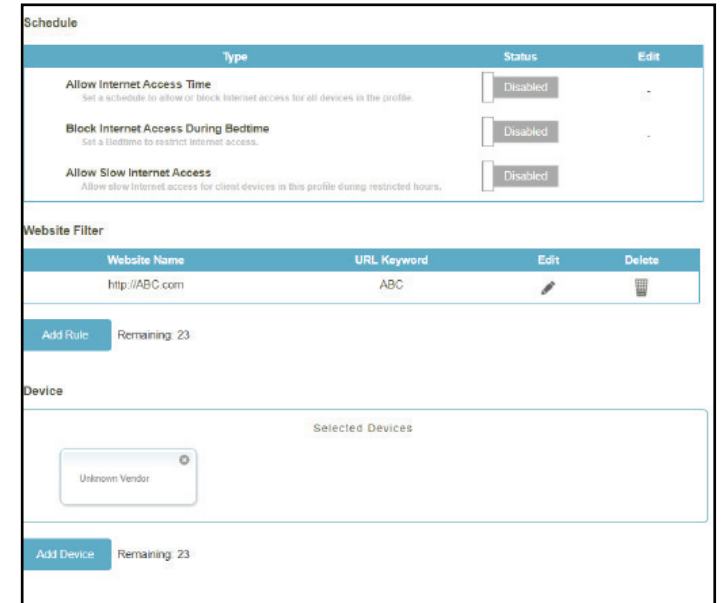 Schedule
Type Status Edit
Allow Internet Access Time Disabled -
Set a schedule to allow or block Internet access for all devices in the profile.
Block Internet Access During Bedtime Disabled -
Set a Bedtime to restrict Internet access.
Allow Slow Internet Access Disabled
Allow slow Internet access for client devices in this profile during restricted hours.
Website Filter
Website Name URL Keyword Edit Delete
http://ABC.com ABC
Add Rule Remaining: 23
Device
Selected Devices
Unknown Vendor
Add Device Remaining: 23